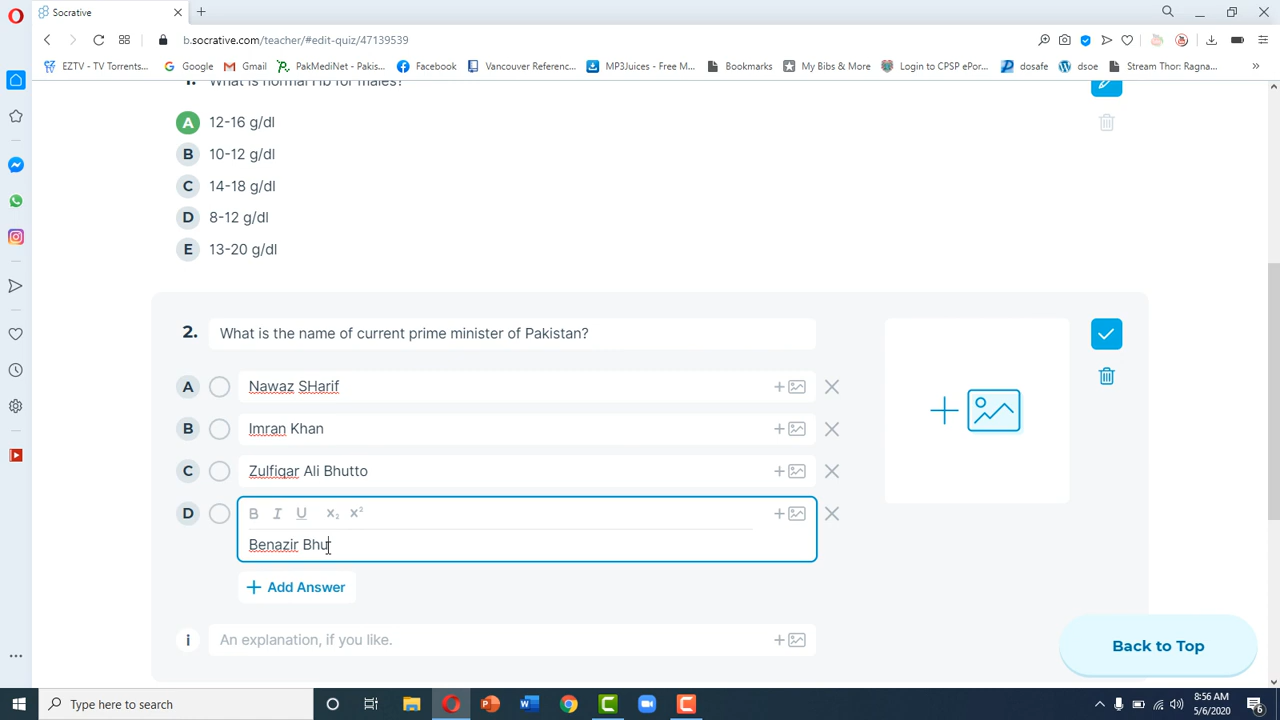 Socrative
b.socrative.com/teacher/#edit-quiz/47139539
EZTV - TV Torrents...
Google
Gmail
PakMediNet - Pakis...
Facebook
Vancouver Referenc...
MP3Juices - Free M...
Bookmarks
My Bibs & More
Login to CPSP ePor...
dosafe
dsoe
Stream Thor: Ragna...
»
1. What is normal Hb for males?
A 12-16 g/dl
B 10-12 g/dl
C 14-18 g/dl
D 8-12 g/dl
E 13-20 g/dl
2. What is the name of current prime minister of Pakistan?
A Nawaz SHarif
B Imran Khan
C Zulfiqar Ali Bhutto
D B I U x₂ x²
Benazir Bhu
+ Add Answer
i An explanation, if you like.
Back to Top
Type here to search
8:56 AM
5/6/2020
6